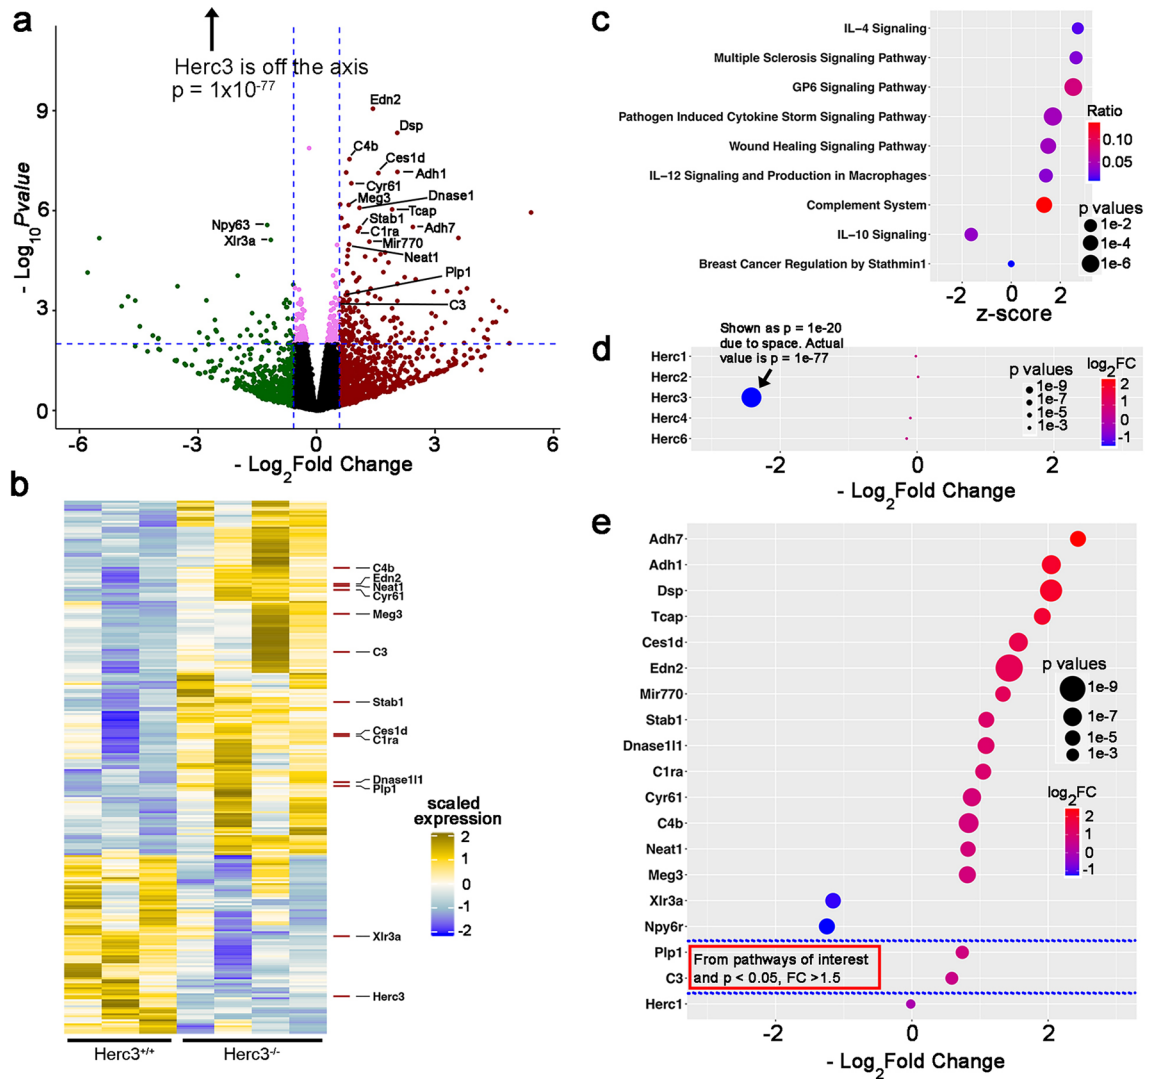 a
Herc3 is off the axis
p = 1x10-77
Edn2
Dsp
C4b
Ces1d
Adh1
Cyr61
Meg3
Dnase1
Tcap
Npy63
Stab1
Adh7
Xlr3a
C1ra
Mir770
Neat1
Plp1
C3
9
6
3
0
- Log10Pvalue
-6
-3
0
3
6
- Log2Fold Change
b
C4b
Edn2
Neat1
Cyr61
Meg3
C3
Stab1
Ces1d
C1ra
Dnase1l1
Plp1
Xlr3a
Herc3
scaled
expression
2
1
0
-1
-2
Herc3+/+
Herc3-/-
c
IL-4 Signaling
Multiple Sclerosis Signaling Pathway
GP6 Signaling Pathway
Pathogen Induced Cytokine Storm Signaling Pathway
Wound Healing Signaling Pathway
IL-12 Signaling and Production in Macrophages
Complement System
IL-10 Signaling
Breast Cancer Regulation by Stathmin1
-2
0
2
z-score
Ratio
0.10
0.05
p values
1e-2
1e-4
1e-6
d
Shown as p = 1e-20
due to space. Actual
value is p = 1e-77
Herc1
Herc2
Herc3
Herc4
Herc6
p values
1e-9
1e-7
1e-5
1e-3
log2FC
2
1
0
-1
-2
0
2
- Log2Fold Change
e
Adh7
Adh1
Dsp
Tcap
Ces1d
Edn2
Mir770
Stab1
Dnase1l1
C1ra
Cyr61
C4b
Neat1
Meg3
Xlr3a
Npy6r
Plp1
C3
Herc1
From pathways of interest
and p < 0.05, FC >1.5
p values
1e-9
1e-7
1e-5
1e-3
log2FC
2
1
0
-1
-2
0
2
- Log2Fold Change